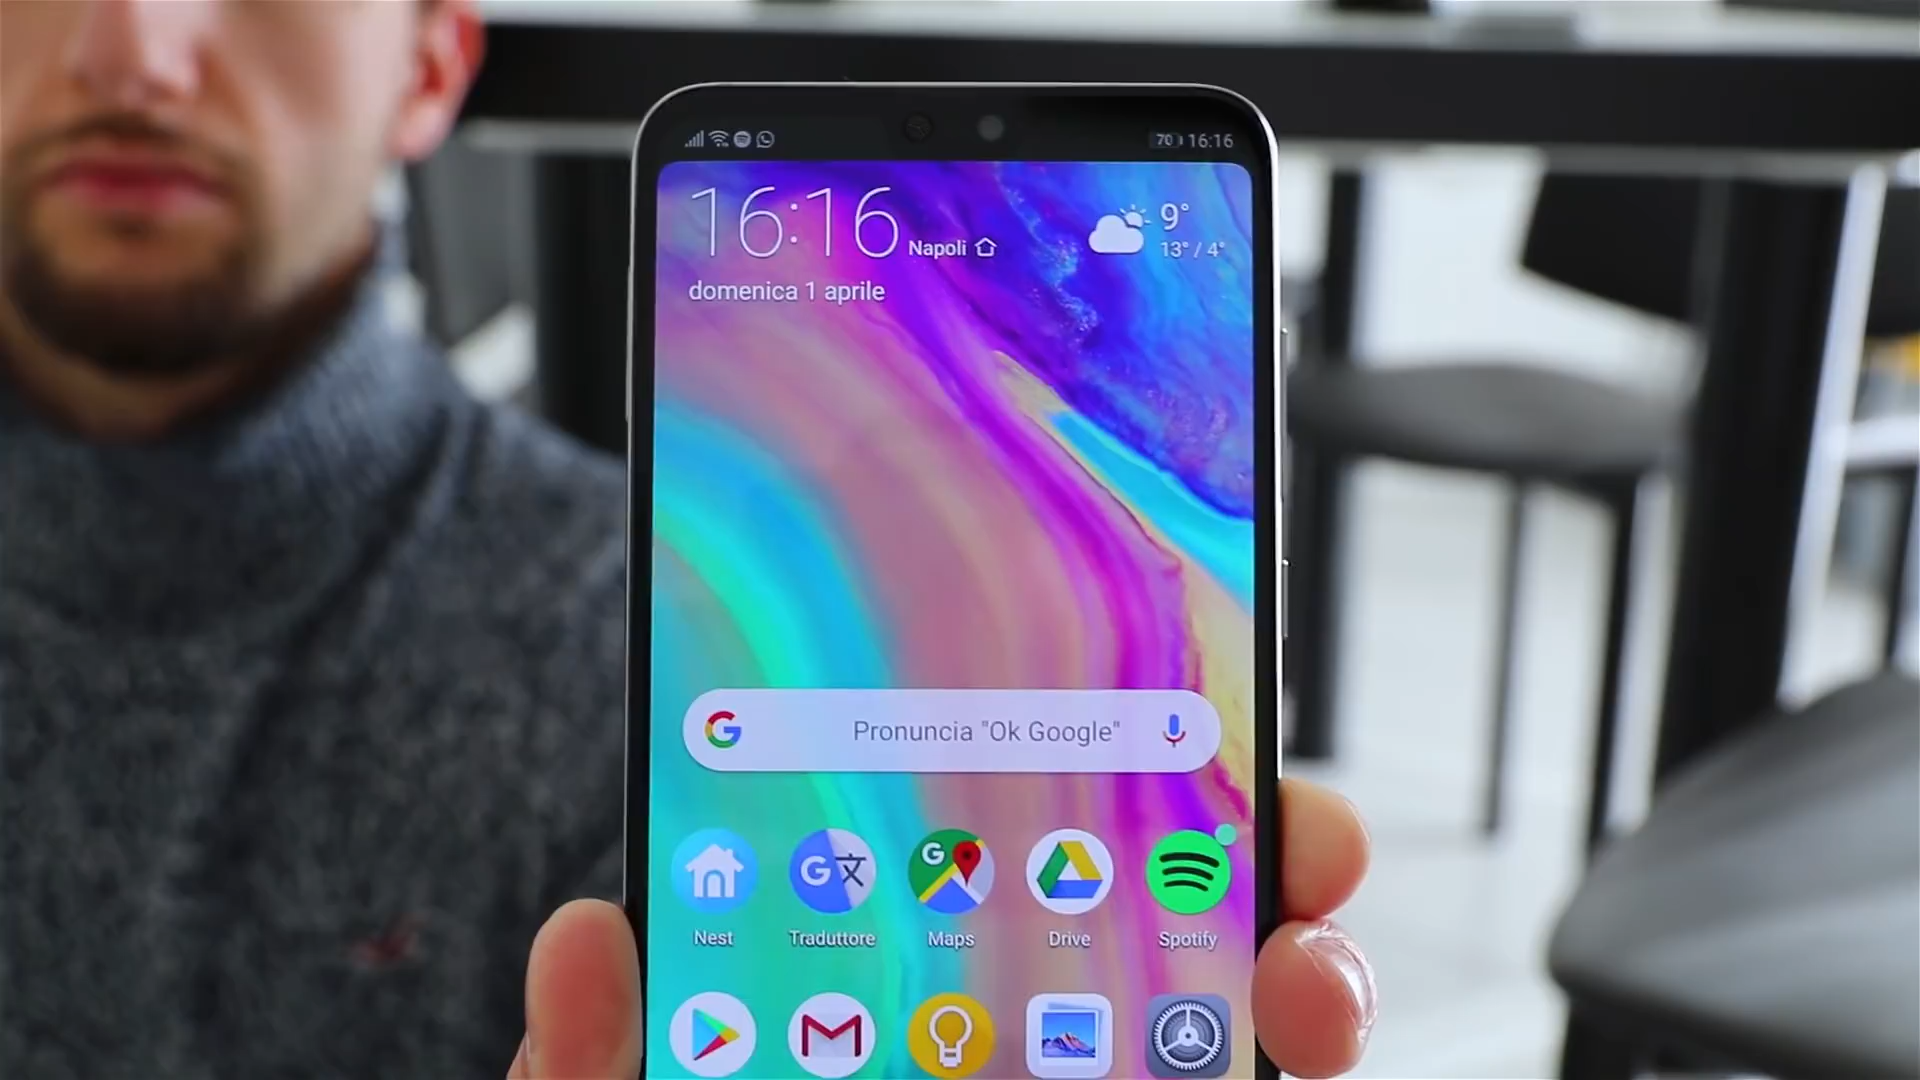 70 16:16
16:16
Napoli
9°
13° / 4°
domenica 1 aprile
G Pronuncia "Ok Google"
G 文
G
Nest Traduttore Maps Drive Spotify
M